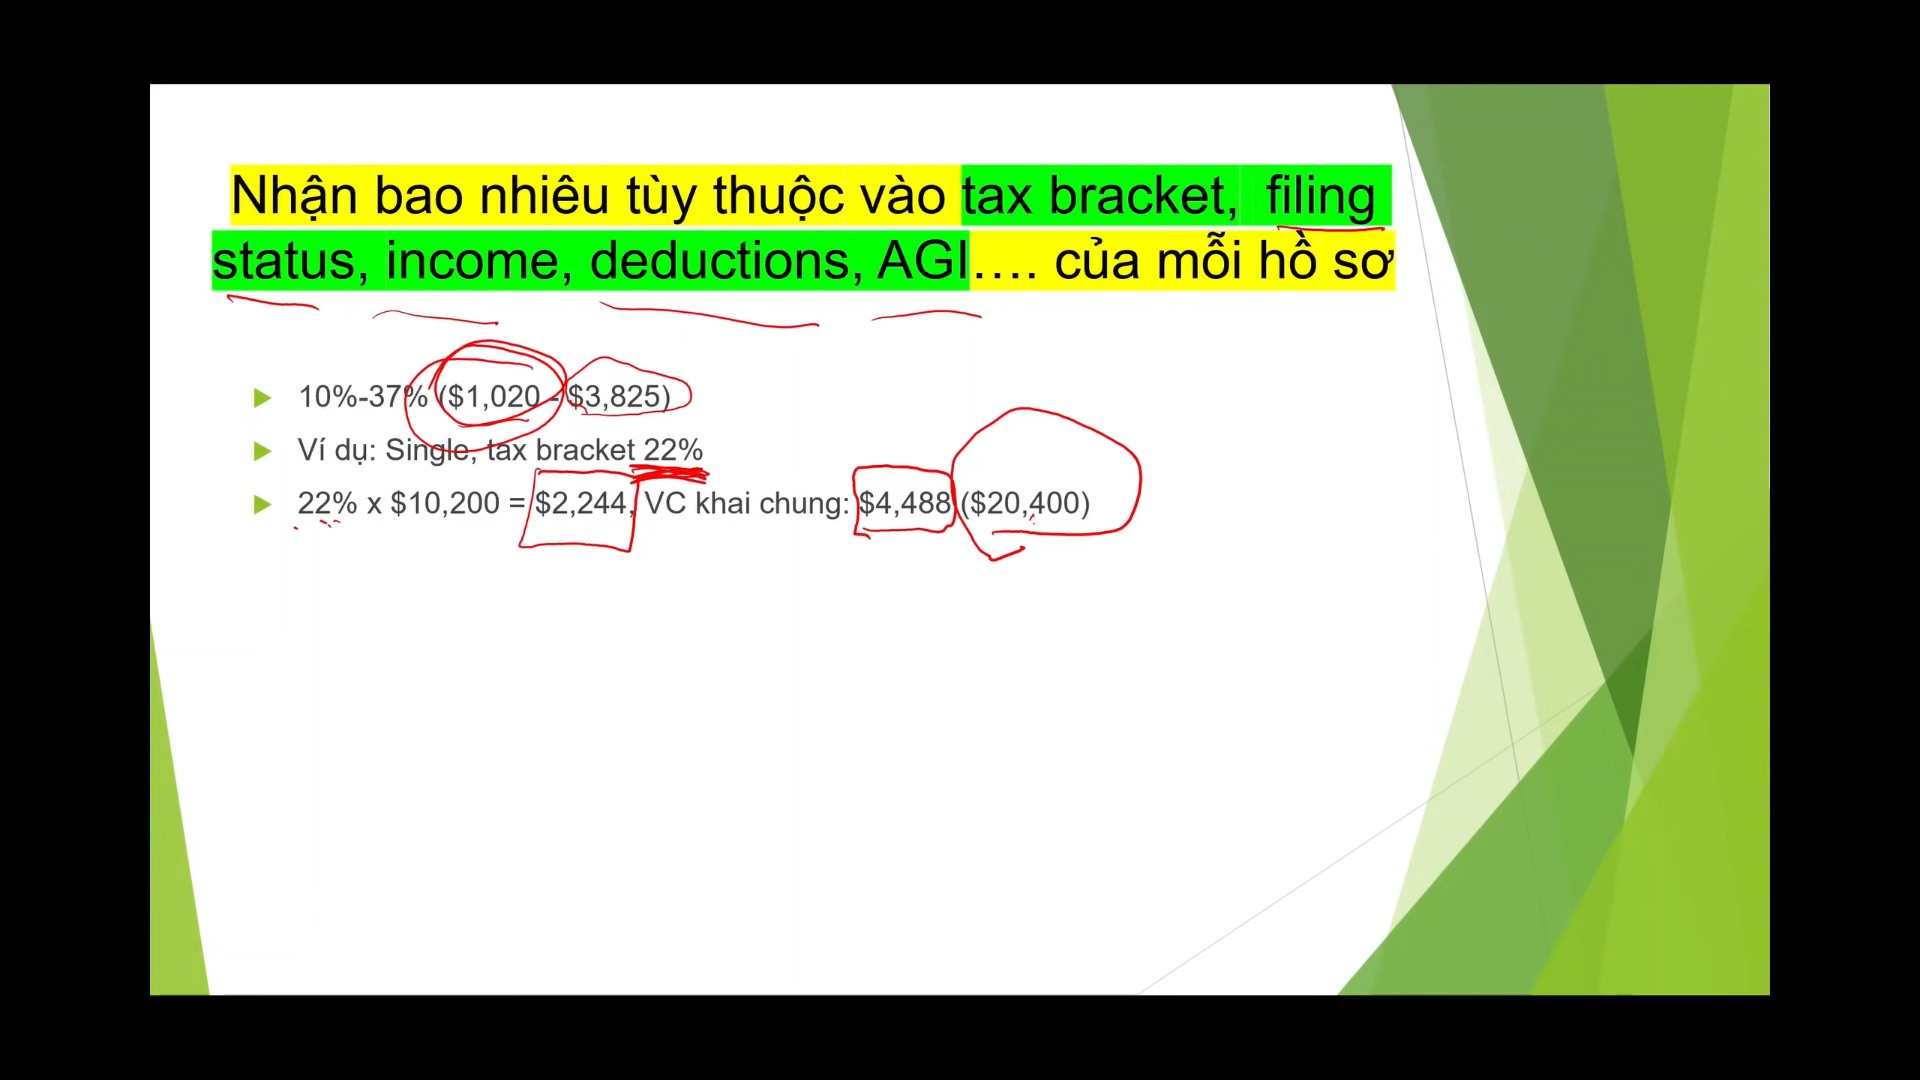 Nhận bao nhiêu tùy thuộc vào tax bracket, filing
status, income, deductions, AGI…. của mỗi hồ sơ
10%-37% ($1,020 - $3,825)
Ví dụ: Single, tax bracket 22%
22% x $10,200 = $2,244, VC khai chung: $4,488 ($20,400)